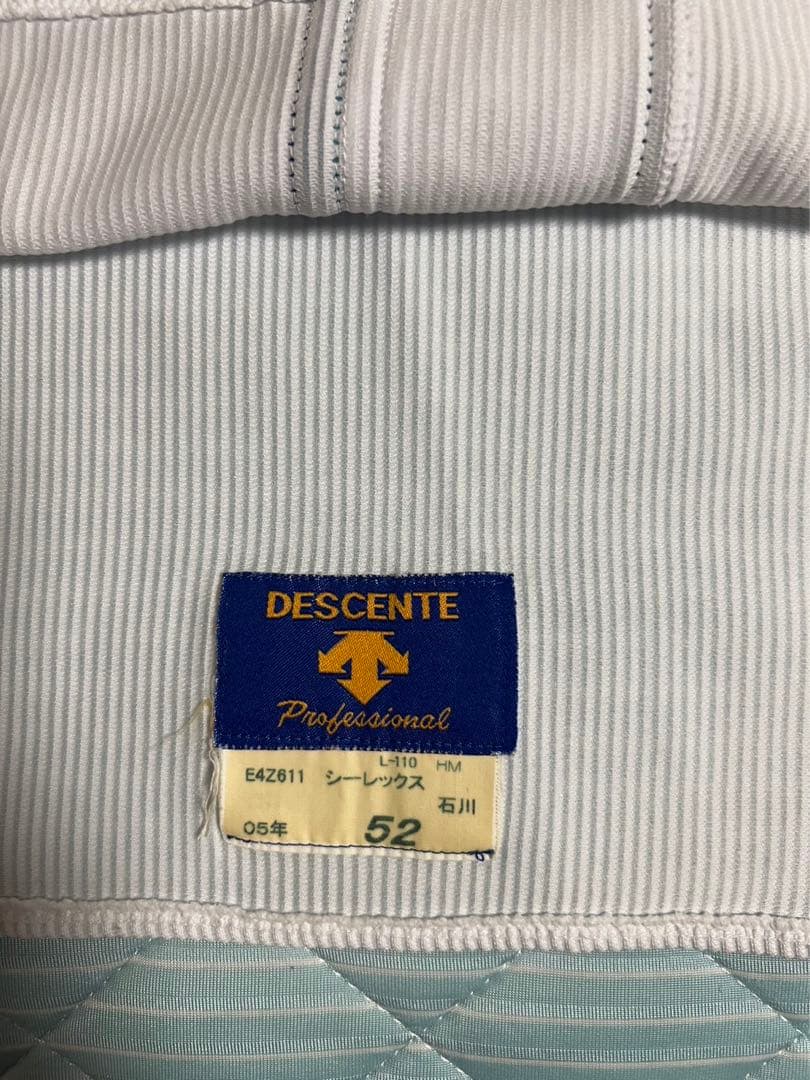 DESCENTE
Professional
L-110 HM
E4Z611 シーレックス
石川
05年 52